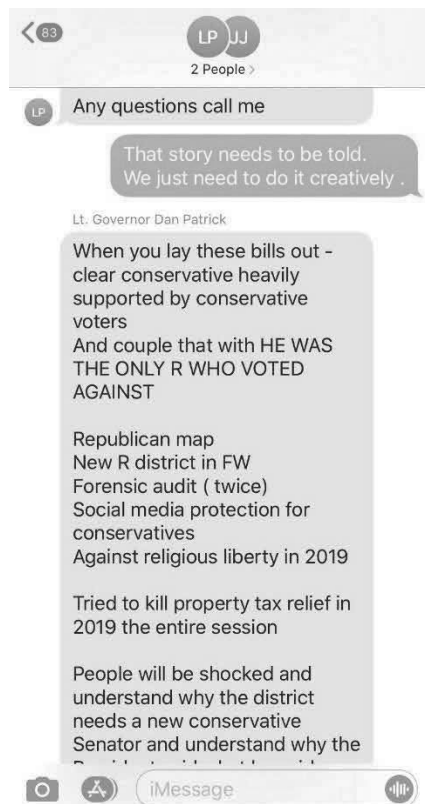 83
LP JJ
2 People >
LP
Any questions call me
That story needs to be told.
We just need to do it creatively .
Lt. Governor Dan Patrick
When you lay these bills out -
clear conservative heavily
supported by conservative
voters
And couple that with HE WAS
THE ONLY R WHO VOTED
AGAINST
Republican map
New R district in FW
Forensic audit ( twice)
Social media protection for
conservatives
Against religious liberty in 2019
Tried to kill property tax relief in
2019 the entire session
People will be shocked and
understand why the district
needs a new conservative
Senator and understand why the
iMessage